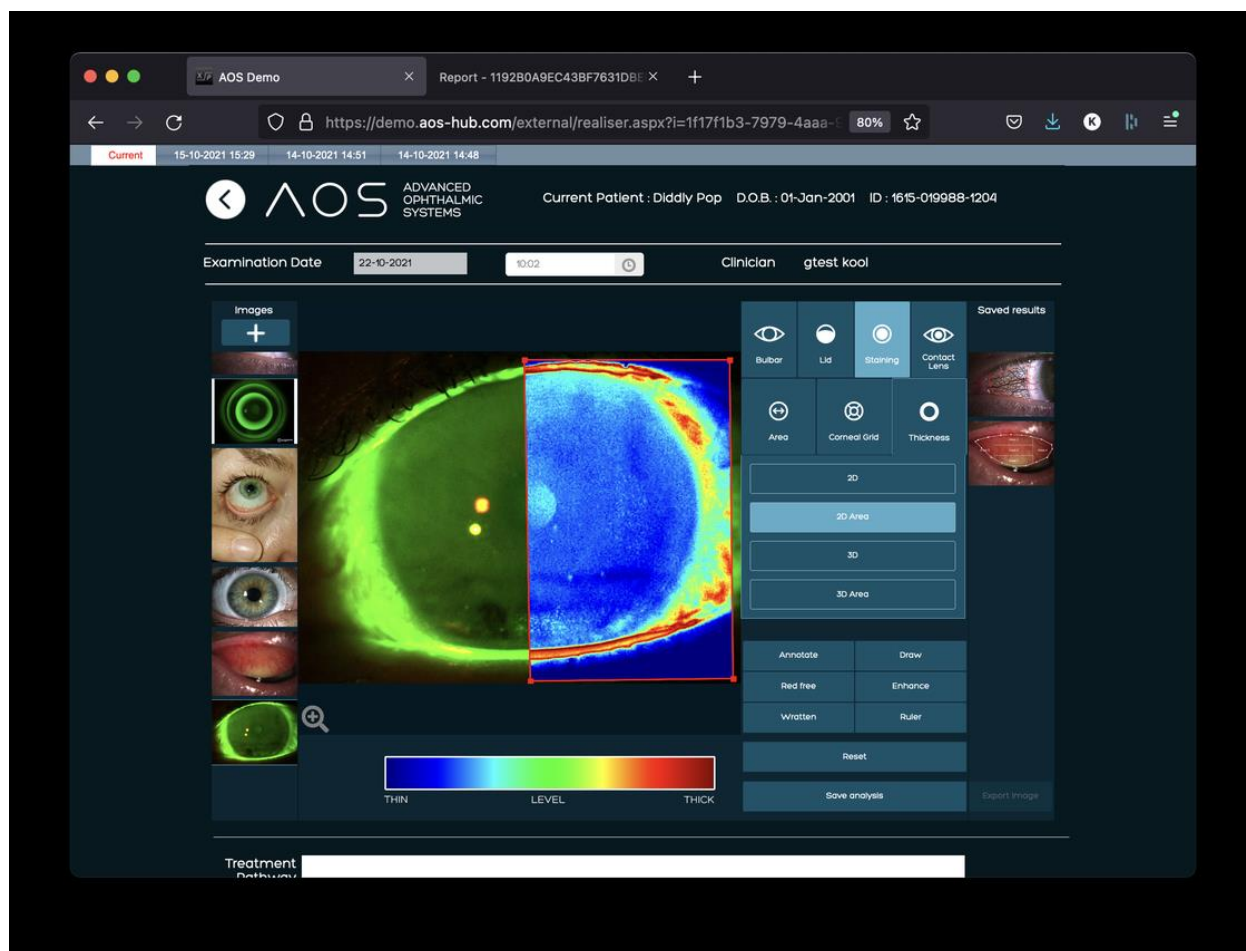 AOS Demo
Report - 1192B0A9EC43BF7631DBE
https://demo.aos-hub.com/external/realiser.aspx?i=1f17f1b3-7979-4aaa-
80%
K
Current 15-10-2021 15:29 14-10-2021 14:51 14-10-2021 14:48
AOS
ADVANCED
OPHTHALMIC
SYSTEMS
Current Patient : Diddly Pop D.O.B. : 01-Jan-2001 ID : 1615-019988-1204
Examination Date 22-10-2021 10:02 Clinician gtest kool
Images
Saved results
Bulbar Lid Staining Contact
Lens
Area Corneal Grid Thickness
2D
2D Area
3D
3D Area
Annotate Draw
Red free Enhance
Wratten Ruler
Reset
Save analysis
Export Image
THIN LEVEL THICK
Treatment
Pathway